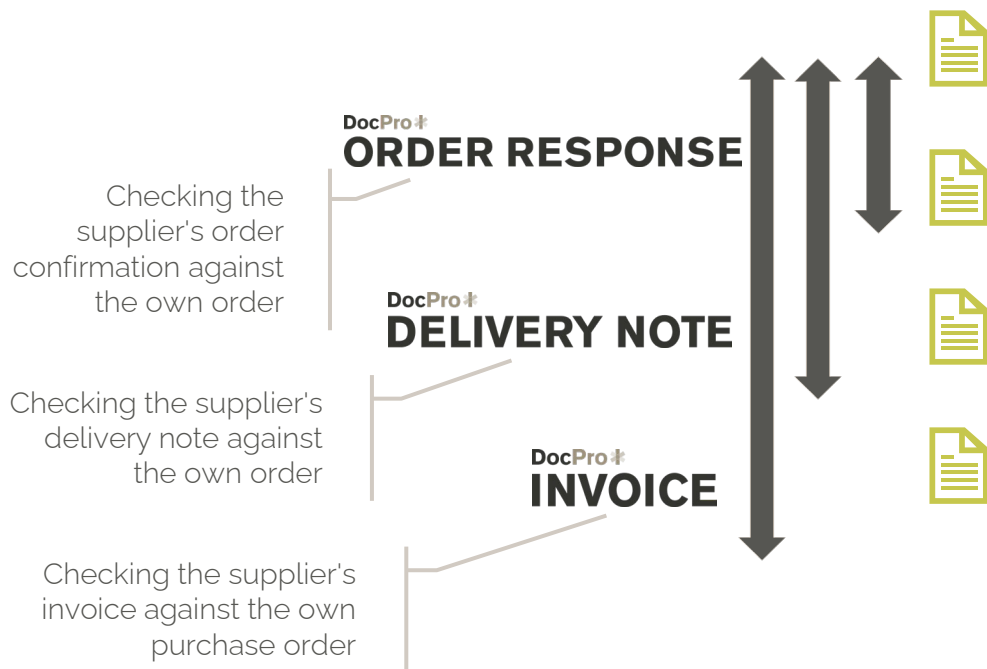 DocPro
ORDER RESPONSE
Checking the
supplier's order
confirmation against
the own order
DocPro
DELIVERY NOTE
Checking the supplier's
delivery note against
the own order
DocPro
INVOICE
Checking the supplier's
invoice against the own
purchase order